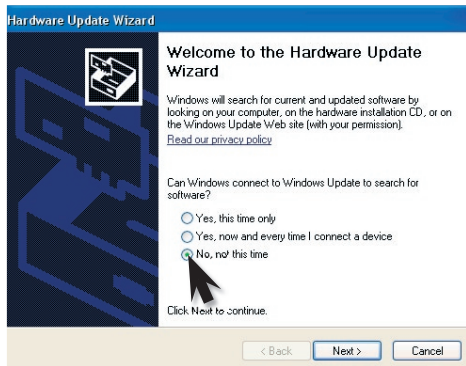 Hardware Update Wizard
Welcome to the Hardware Update
Wizard
Windows will search for current and updated software by
looking on your computer, on the hardware installation CD, or on
the Windows Update Web site (with your permission).
Read our privacy policy
Can Windows connect to Windows Update to search for
software?
Yes, this time only
Yes, now and every time I connect a device
No, not this time
Click Next to continue.
< Back
Next >
Cancel